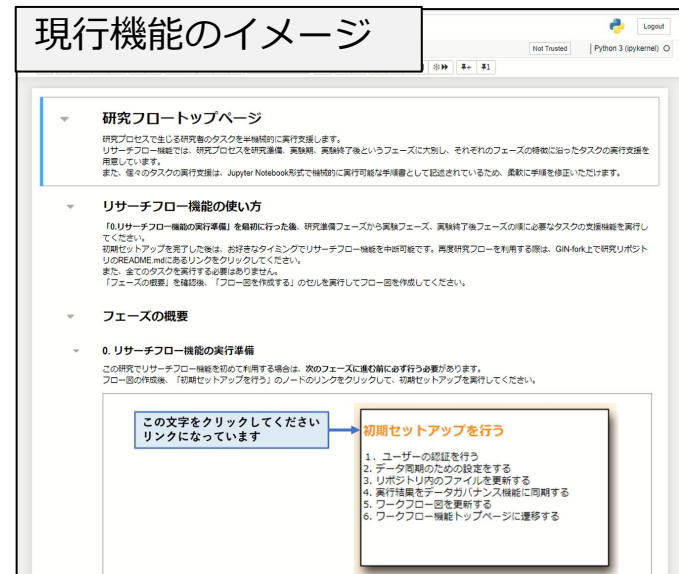 現行機能のイメージ
Logout
Not Trusted
Python 3 (ipykernel)
研究フロートップページ
研究プロセスで生じる研究者のタスクを半機械的に実行支援します。
リサーチフロー機能では、研究プロセスを研究準備、実験期、実験終了後というフェーズに大別し、それぞれのフェーズの特徴に沿ったタスクの実行支援を
用意しています。
また、個々のタスクの実行支援は、Jupyter Notebook形式で機械的に実行可能な手順書として記述されているため、柔軟に手順を修正いただけます。
リサーチフロー機能の使い方
「0.リサーチフロー機能の実行準備」を最初に行った後、研究準備フェーズから実験フェーズ、実験終了後フェーズの順に必要なタスクの支援機能を実行し
てください。
初期セットアップを完了した後は、お好きなタイミングでリサーチフロー機能を中断可能です。再度研究フローを利用する際は、GIN-fork上で研究リポジト
リのREADME.mdにあるリンクをクリックしてください。
また、全てのタスクを実行する必要はありません。
「フェーズの概要」を確認後、「フロー図を作成する」のセルを実行してフロー図を作成してください。
フェーズの概要
0. リサーチフロー機能の実行準備
この研究でリサーチフロー機能を初めて利用する場合は、次のフェーズに進む前に必ず行う必要があります。
フロー図の作成後、「初期セットアップを行う」のノードのリンクをクリックして、初期セットアップを実行してください。
この文字をクリックしてください
リンクになっています
初期セットアップを行う
1. ユーザーの認証を行う
2. データ同期のための設定をする
3. リポジトリ内のファイルを更新する
4. 実行結果をデータガバナンス機能に同期する
5. ワークフロー図を更新する
6. ワークフロー機能トップページに遷移する